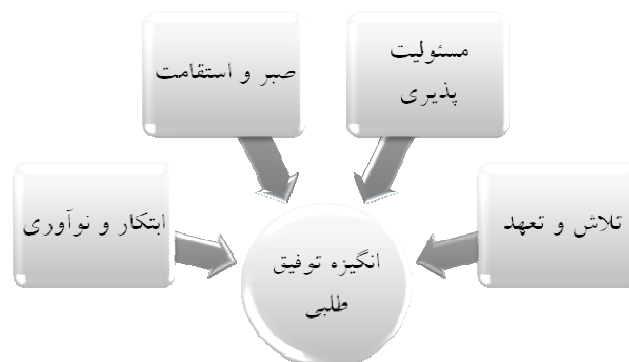 مسئولیت
پذیری
صبر و استقامت
تلاش و تعهد
ابتکار و نوآوری
انگیزه توفیق
طلبی